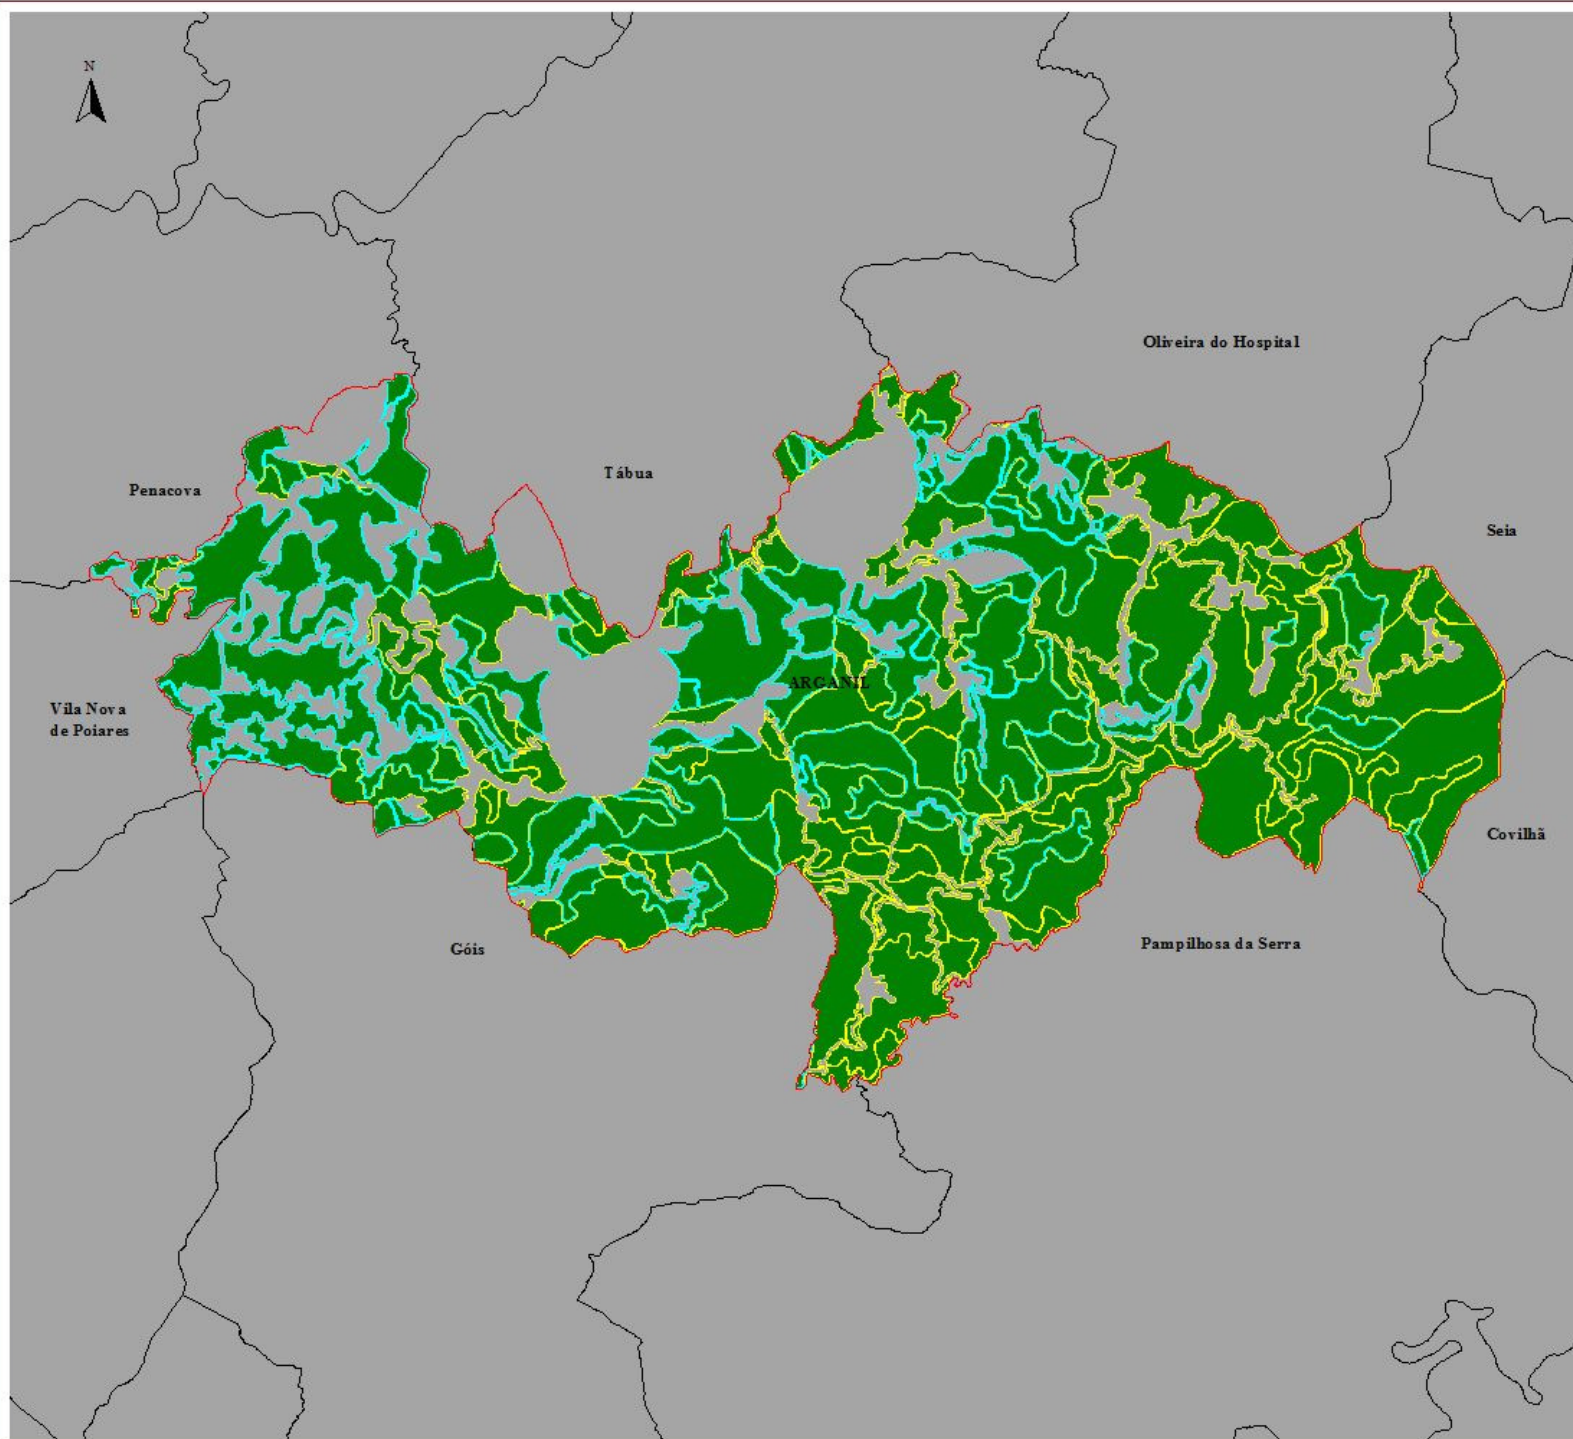 N
Oliveira do Hospital
Tábua
Penacova
Seia
ARGANIL
Vila Nova
de Poiares
Covilhã
Góis
Pampilhosa da Serra